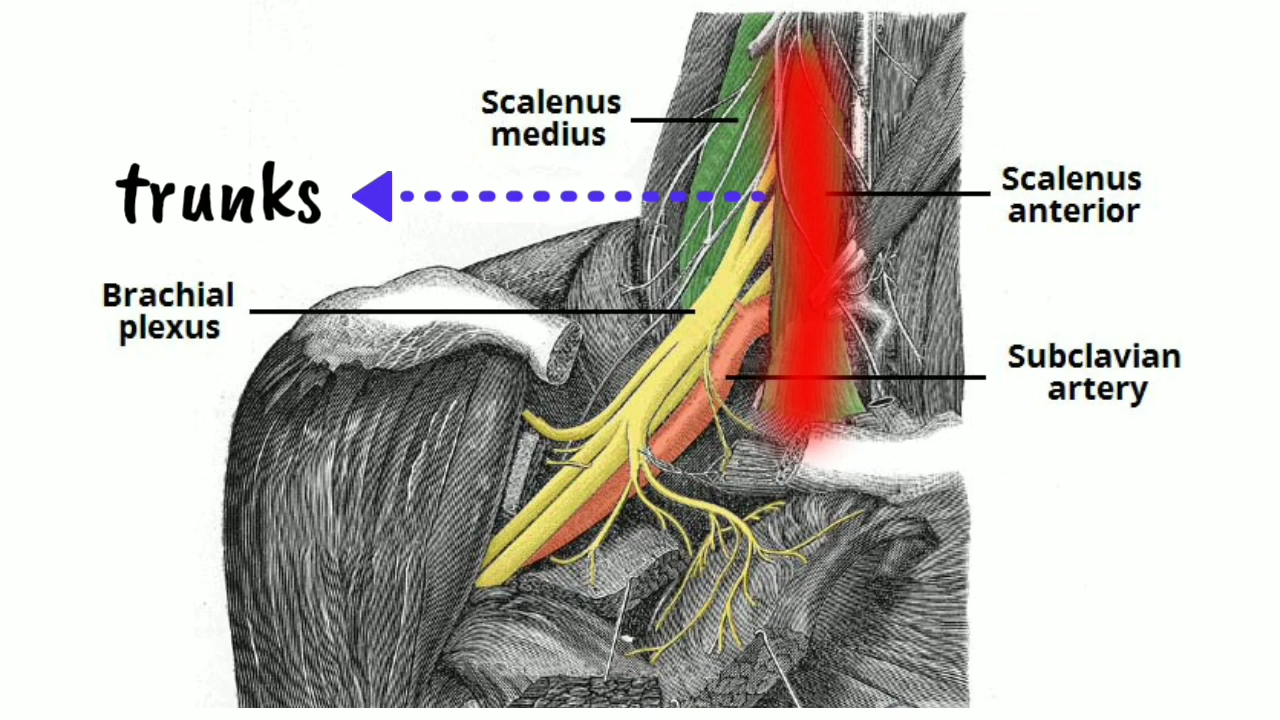 Scalenus
medius
trunks
Scalenus
anterior
Brachial
plexus
Subclavian
artery